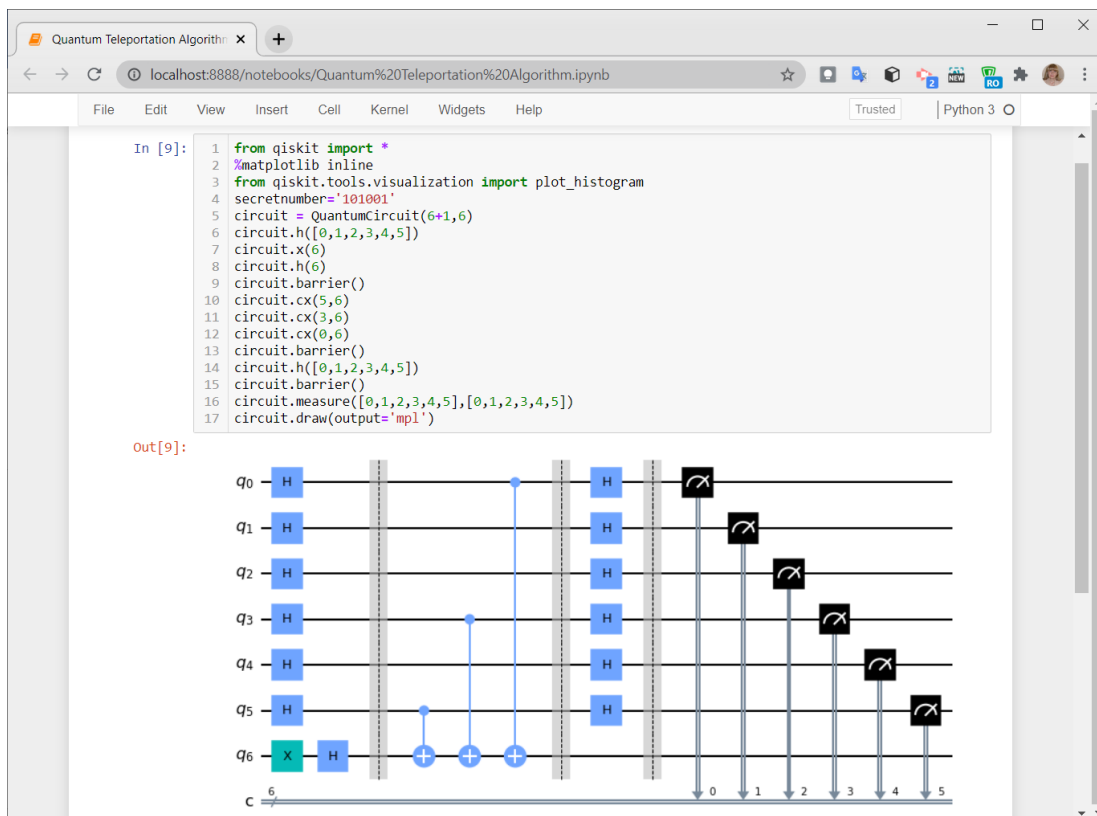 Quantum Teleportation Algorithm
localhost:8888/notebooks/Quantum%20Teleportation%20Algorithm.ipynb
2
NEW
RO
File Edit View Insert Cell Kernel Widgets Help Trusted Python 3
In [9]:
1 from qiskit import *
2 %matplotlib inline
3 from qiskit.tools.visualization import plot_histogram
4 secretnumber='101001'
5 circuit = QuantumCircuit(6+1,6)
6 circuit.h([0,1,2,3,4,5])
7 circuit.x(6)
8 circuit.h(6)
9 circuit.barrier()
10 circuit.cx(5,6)
11 circuit.cx(3,6)
12 circuit.cx(0,6)
13 circuit.barrier()
14 circuit.h([0,1,2,3,4,5])
15 circuit.barrier()
16 circuit.measure([0,1,2,3,4,5],[0,1,2,3,4,5])
17 circuit.draw(output='mpl')
Out[9]:
q0 H H
q1 H H
q2 H H
q3 H H
q4 H H
q5 H H
q6 X H
c 6 0 1 2 3 4 5